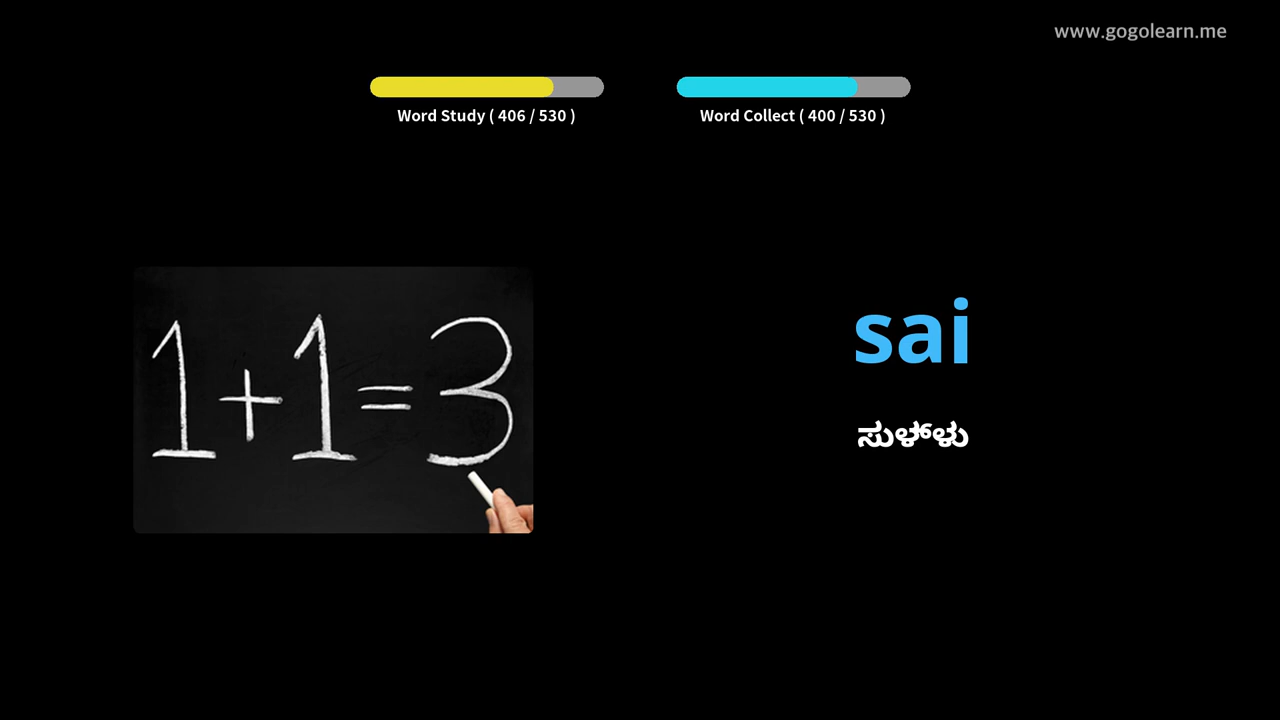 www.gogolearn.me
Word Study ( 406 / 530 )
Word Collect ( 400 / 530 )
1+1=3
sai
ಸುಳ್ಳು